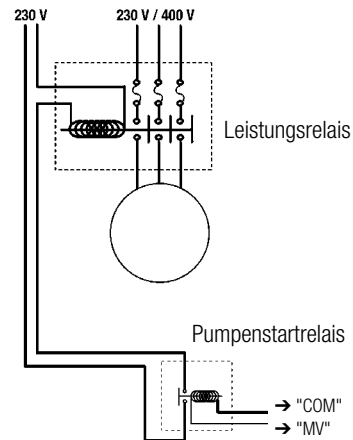 230 V
230 V / 400 V
Leistungsrelais
Pumpenstartrelais
➔ "COM"
➔ "MV"